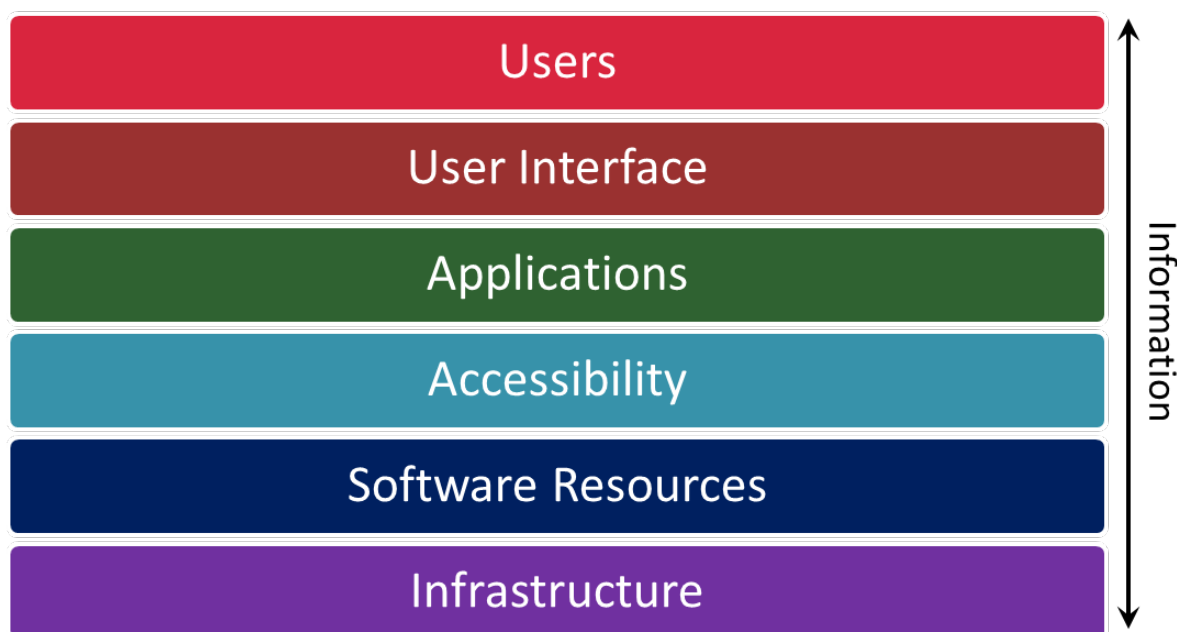 Users
User Interface
Applications
Accessibility
Software Resources
Infrastructure
Information